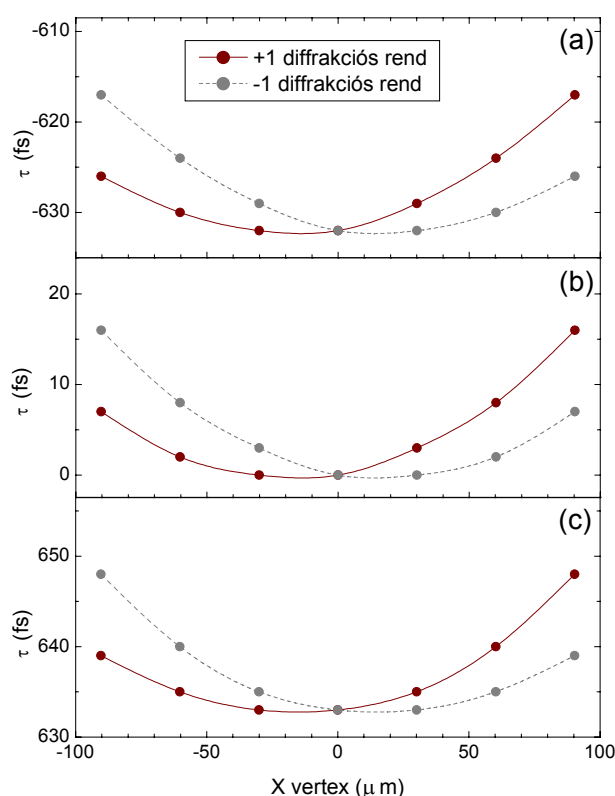 -610
(a)
+1 diffrakciós rend
-1 diffrakciós rend
-620
τ (fs)
-630
(b)
20
10
τ (fs)
0
(c)
650
τ (fs)
640
630
-100 -50 0 50 100
X vertex (μ m)